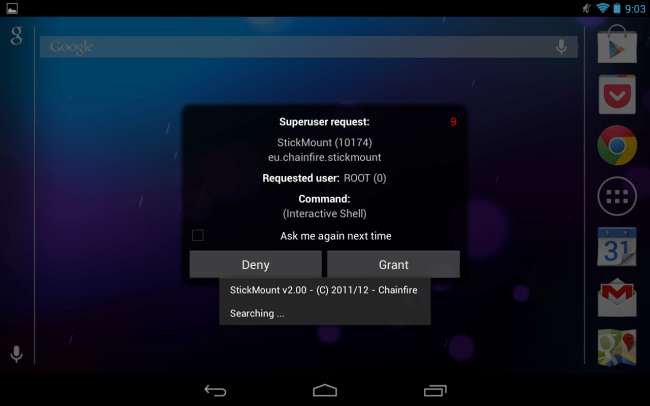 9:03
g
Google
Superuser request:
9
StickMount (10174)
eu.chainfire.stickmount
Requested user: ROOT (0)
Command:
(Interactive Shell)
Ask me again next time
Deny
Grant
StickMount v2.00 - (C) 2011/12 - Chainfire
Searching ...
31
g